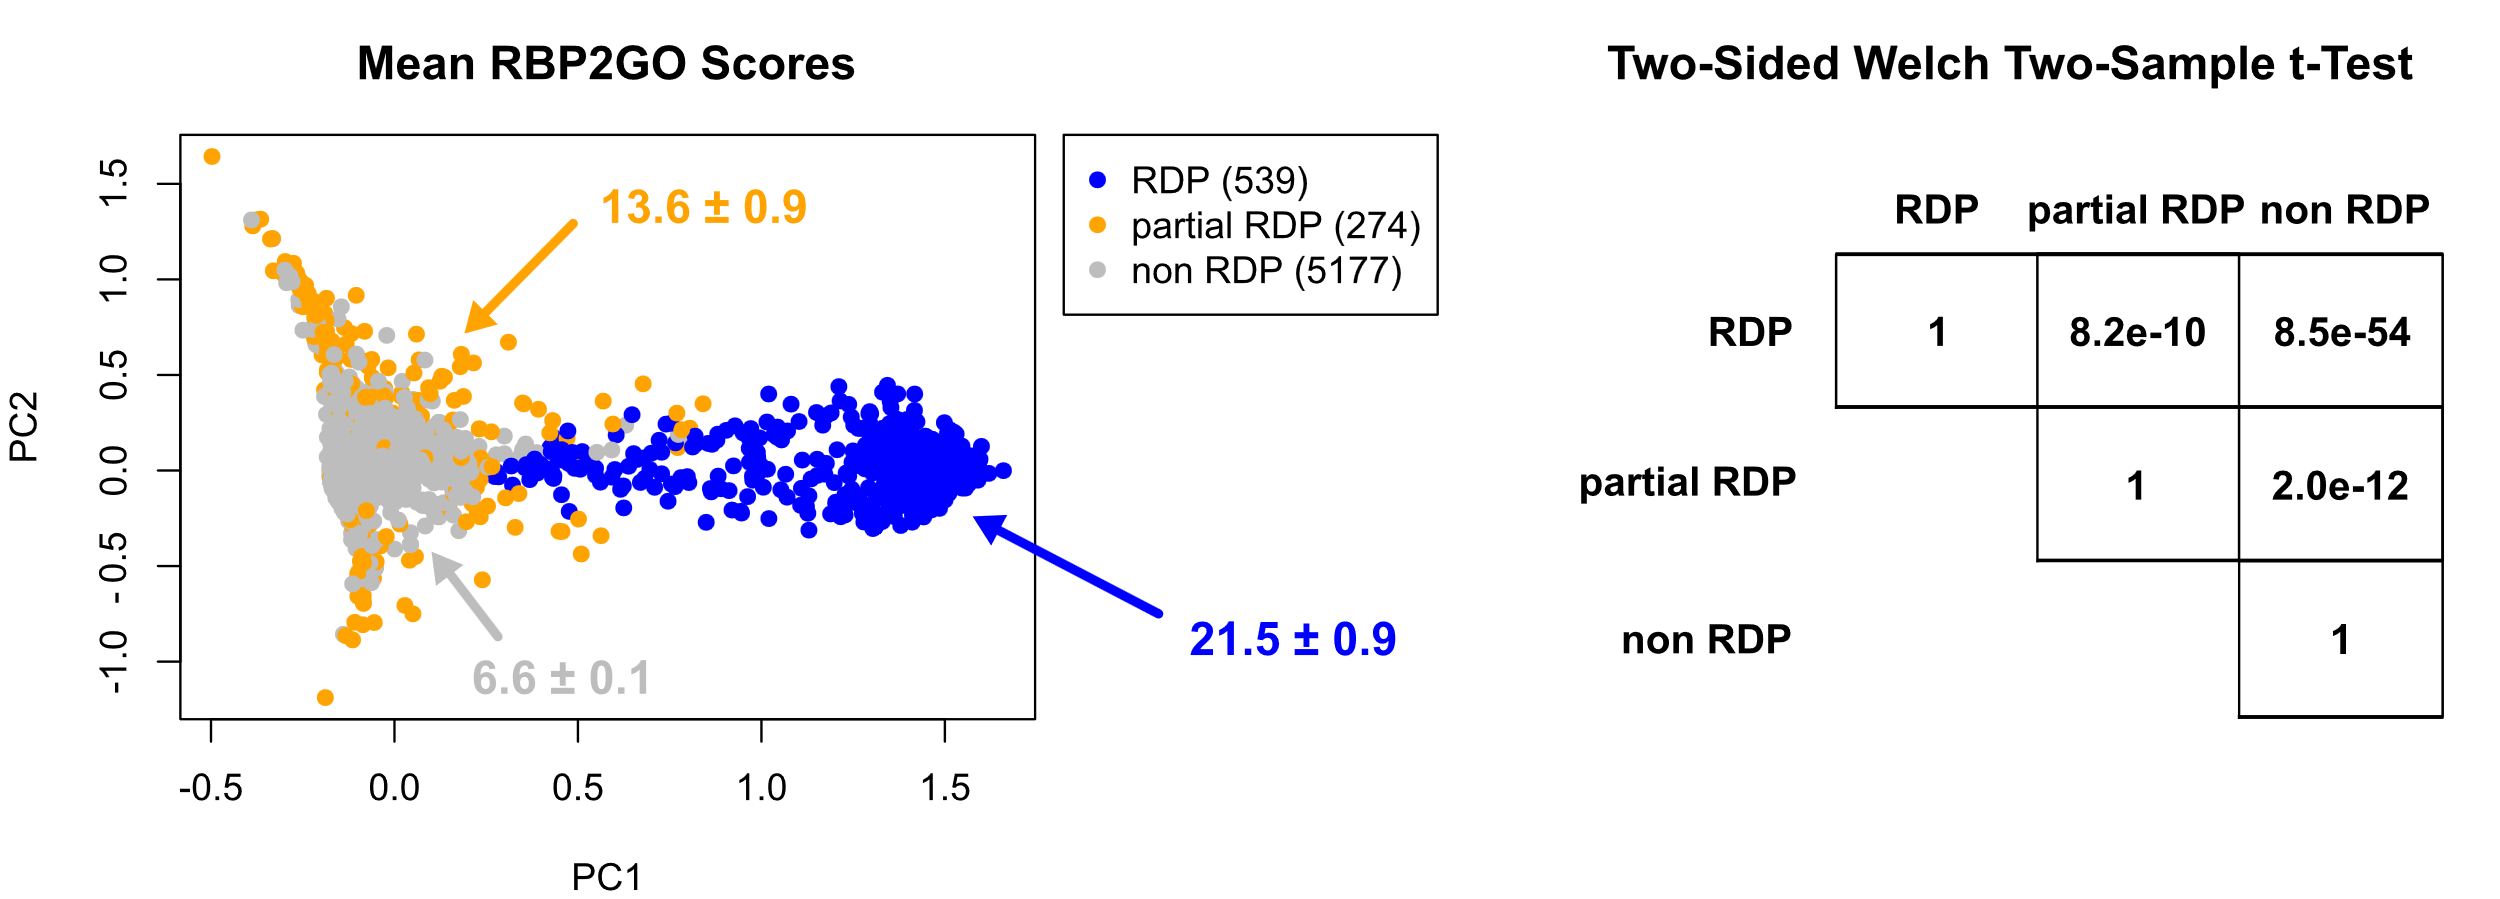 Mean RBP2GO Scores
PC2
1.5
1.0
0.5
0.0
-0.5
-1.0
-0.5 0.0 0.5 1.0 1.5
PC1
13.6 ± 0.9
6.6 ± 0.1
21.5 ± 0.9
RDP (539)
partial RDP (274)
non RDP (5177)
Two-Sided Welch Two-Sample t-Test
RDP partial RDP non RDP
RDP 1 8.2e-10 8.5e-54
partial RDP 1 2.0e-12
non RDP 1